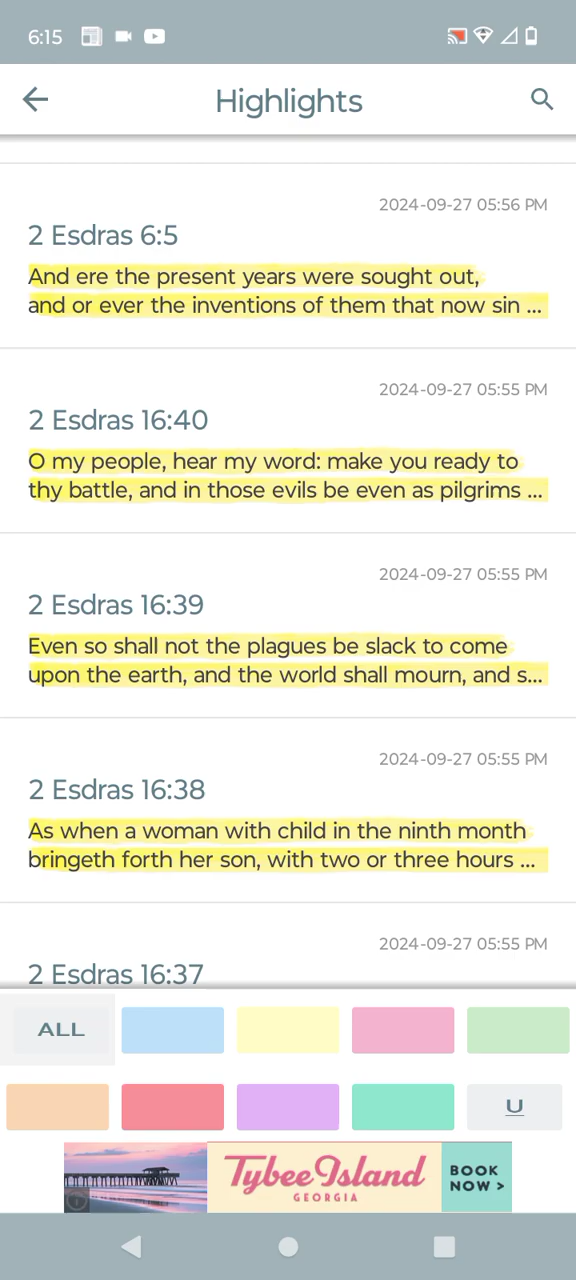 6:15
Highlights
2024-09-27 05:56 PM
2 Esdras 6:5
And ere the present years were sought out,
and or ever the inventions of them that now sin ...
2024-09-27 05:55 PM
2 Esdras 16:40
O my people, hear my word: make you ready to
thy battle, and in those evils be even as pilgrims ...
2024-09-27 05:55 PM
2 Esdras 16:39
Even so shall not the plagues be slack to come
upon the earth, and the world shall mourn, and s...
2024-09-27 05:55 PM
2 Esdras 16:38
As when a woman with child in the ninth month
bringeth forth her son, with two or three hours ...
2024-09-27 05:55 PM
2 Esdras 16:37
ALL
U
Tybee Island
GEORGIA
BOOK
NOW >